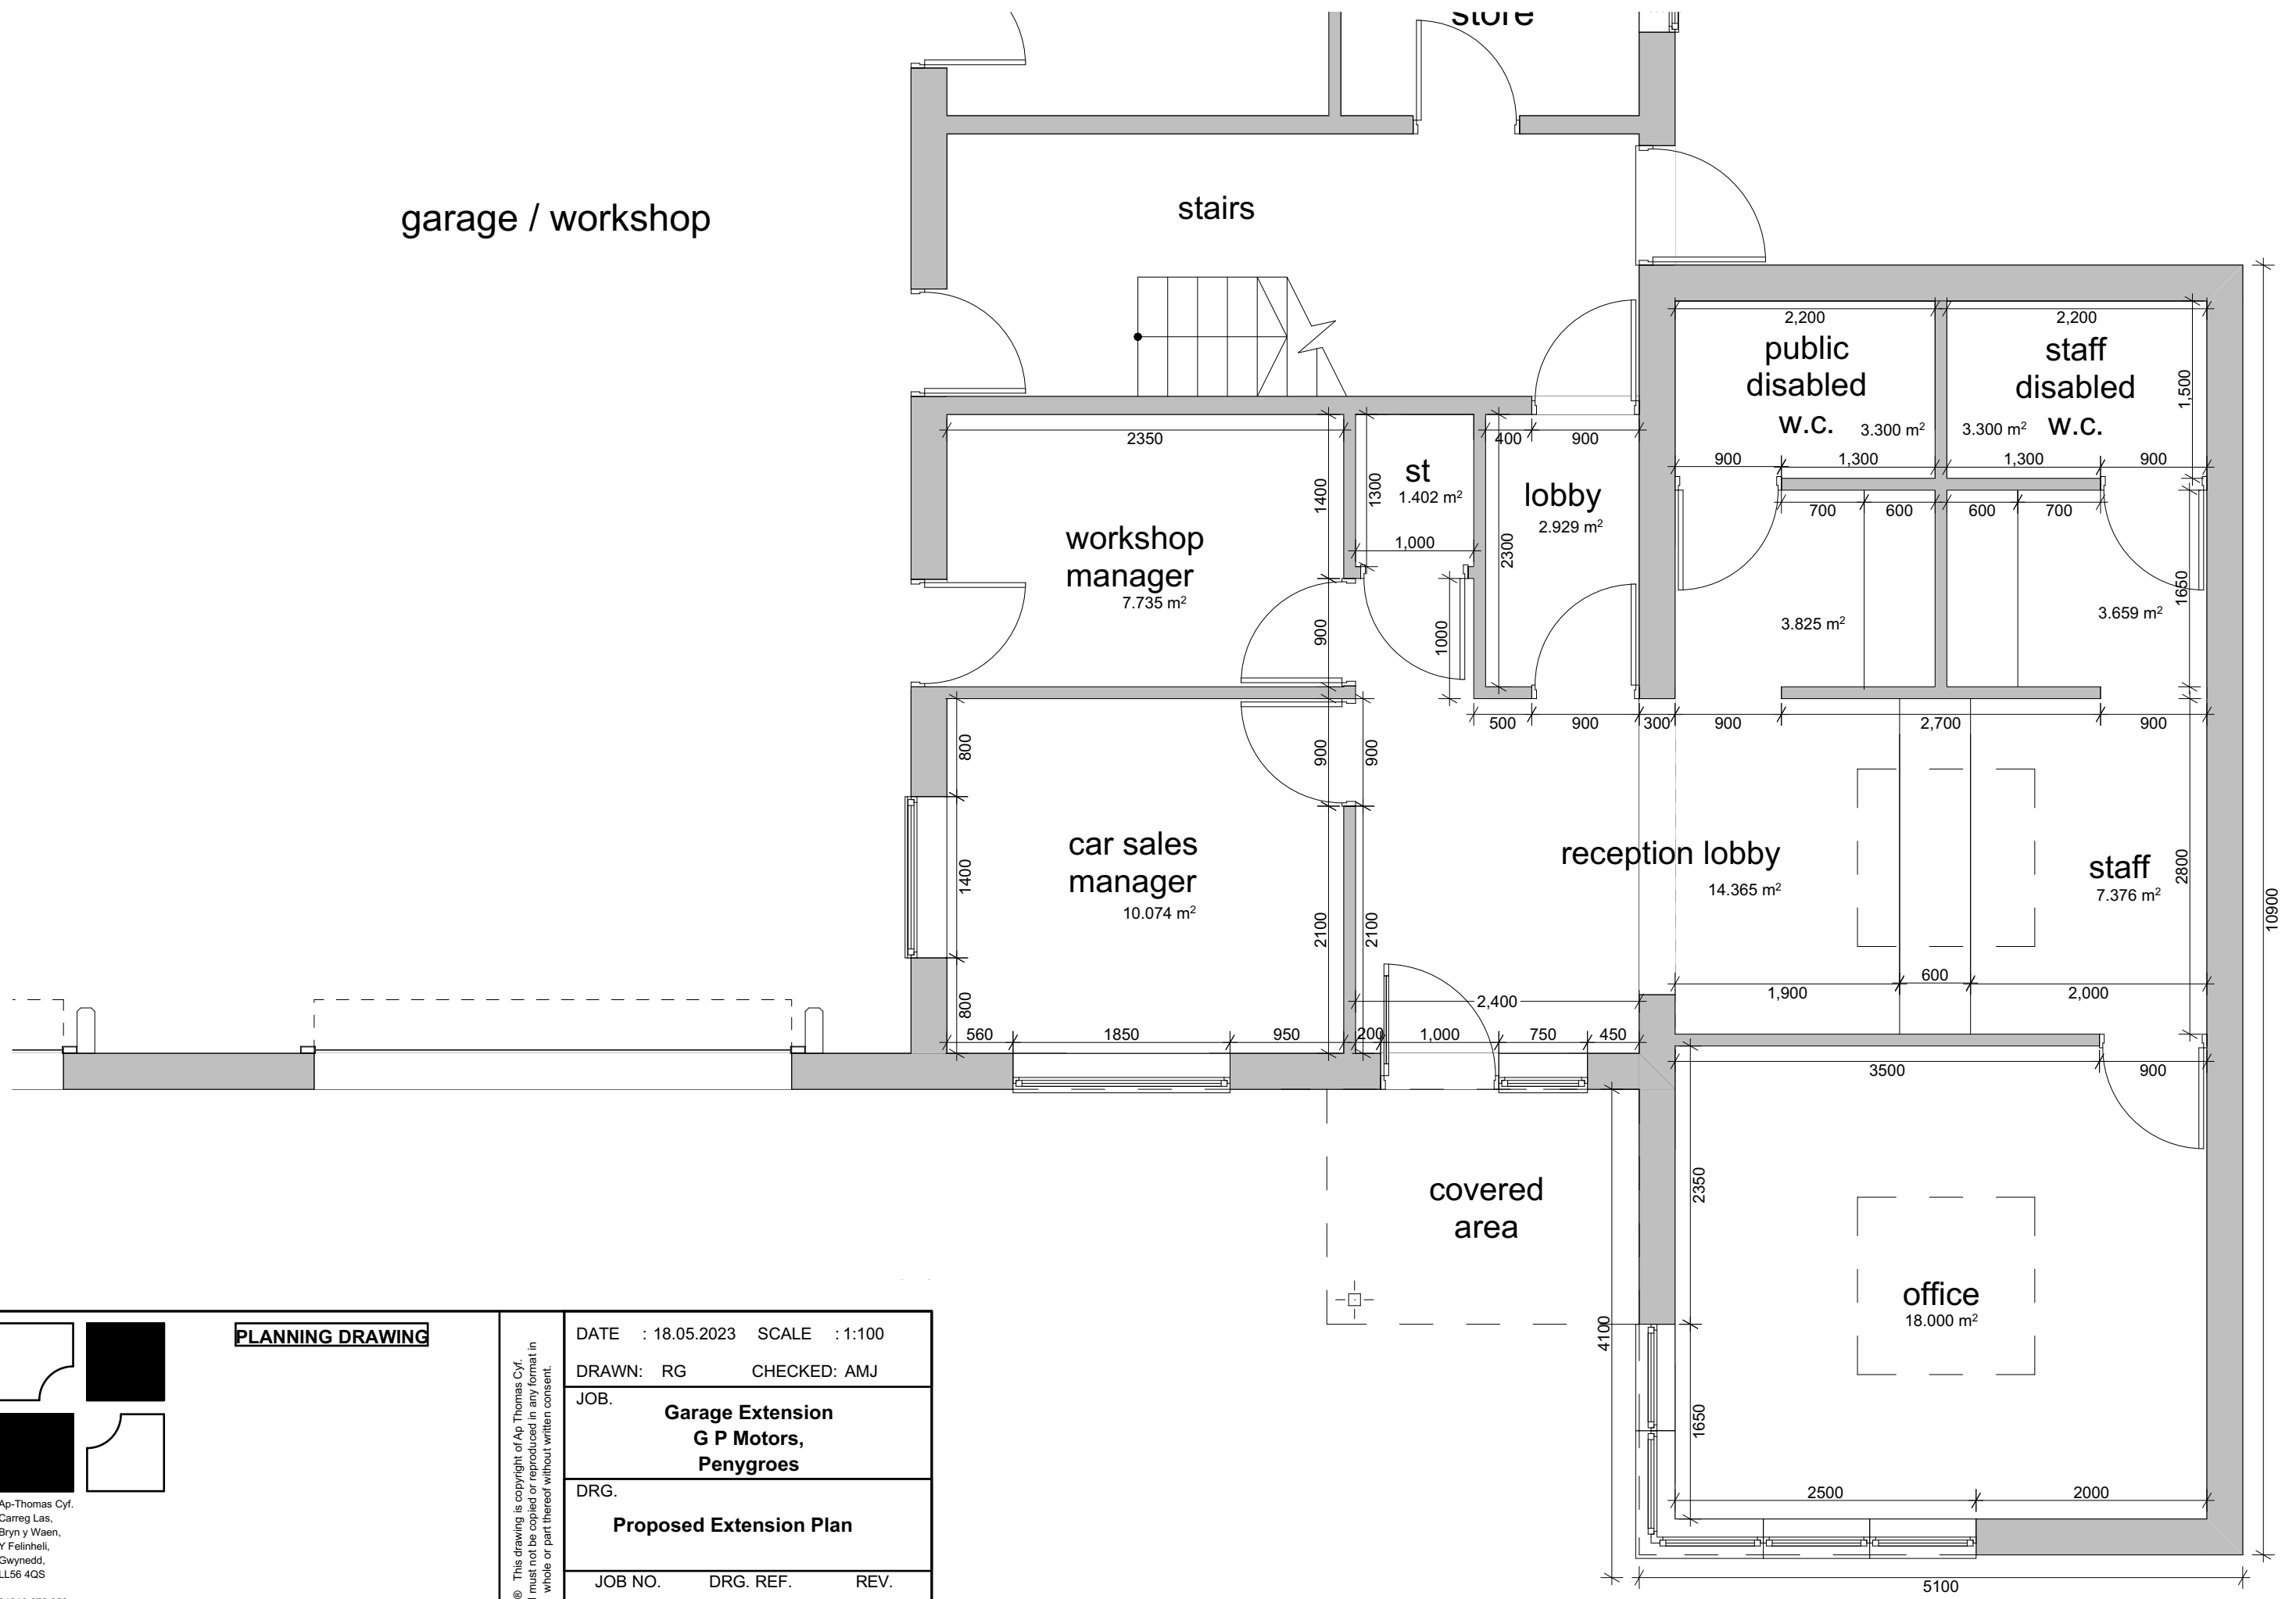 store
garage / workshop
stairs
2,200
2,200
public
disabled
w.c.
3.300 m²
staff
disabled
w.c.
3.300 m²
1,500
900
1,300
1,300
900
700
600
600
700
1650
3.825 m²
3.659 m²
2350
1400
900
workshop
manager
7.735 m²
1300
st
1.402 m²
1,000
1000
400
900
lobby
2.929 m²
2300
500
900
300
900
2,700
900
800
1400
800
900
900
2100
2100
car sales
manager
10.074 m²
reception lobby
14.365 m²
staff
7.376 m²
2800
10900
1,900
600
2,000
2,400
560
1850
950
200
1,000
750
450
3500
900
covered
area
2350
1650
4100
office
18.000 m²
2500
2000
5100
PLANNING DRAWING
Ap-Thomas Cyf.
Carreg Las,
Bryn y Waen,
Y Felinheli,
Gwynedd,
LL56 4QS
® This drawing is copyright of Ap Thomas Cyf.
must not be copied or reproduced in any format in
whole or part thereof without written consent.
DATE : 18.05.2023 SCALE : 1:100
DRAWN: RG CHECKED: AMJ
JOB.
Garage Extension
G P Motors,
Penygroes
DRG.
Proposed Extension Plan
JOB NO. DRG. REF. REV.